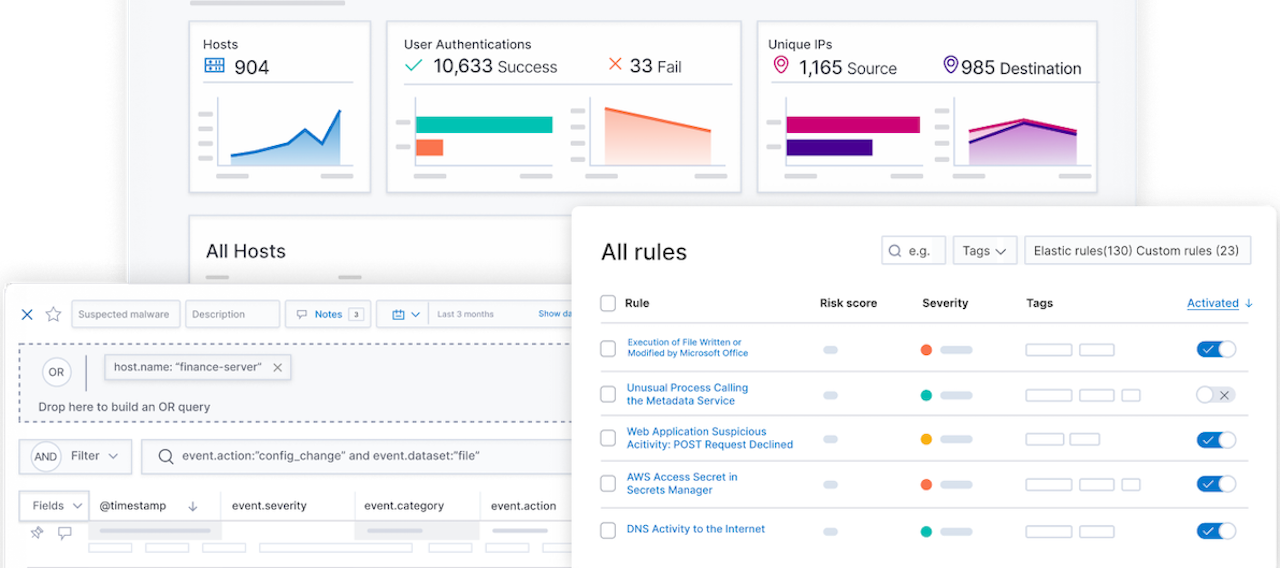 Hosts
904
User Authentications
10,633 Success
33 Fail
Unique IPs
1,165 Source
985 Destination
All Hosts
Suspected malware
Description
Notes 3
Last 3 months
OR
host.name: “finance-server”
Drop here to build an OR query
AND Filter
event.action:”config_change” and event.dataset:”file”
Fields
@timestamp
event.severity
event.category
event.action
All rules
e.g.
Tags
Elastic rules(130) Custom rules (23)
Rule
Risk score
Severity
Tags
Activated
Execution of File Written or
Modified by Microsoft Office
Unusual Process Calling
the Metadata Service
Web Application Suspicious
Acitivity: POST Request Declined
AWS Access Secret in
Secrets Manager
DNS Activity to the Internet